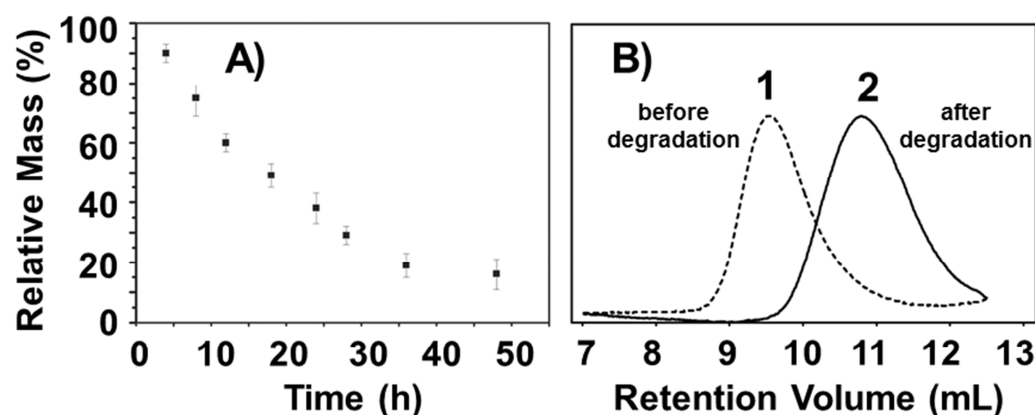 A)
Relative Mass (%)
100
80
60
40
20
0
0 10 20 30 40 50
Time (h)
B)
1
2
before
degradation
after
degradation
7 8 9 10 11 12 13
Retention Volume (mL)